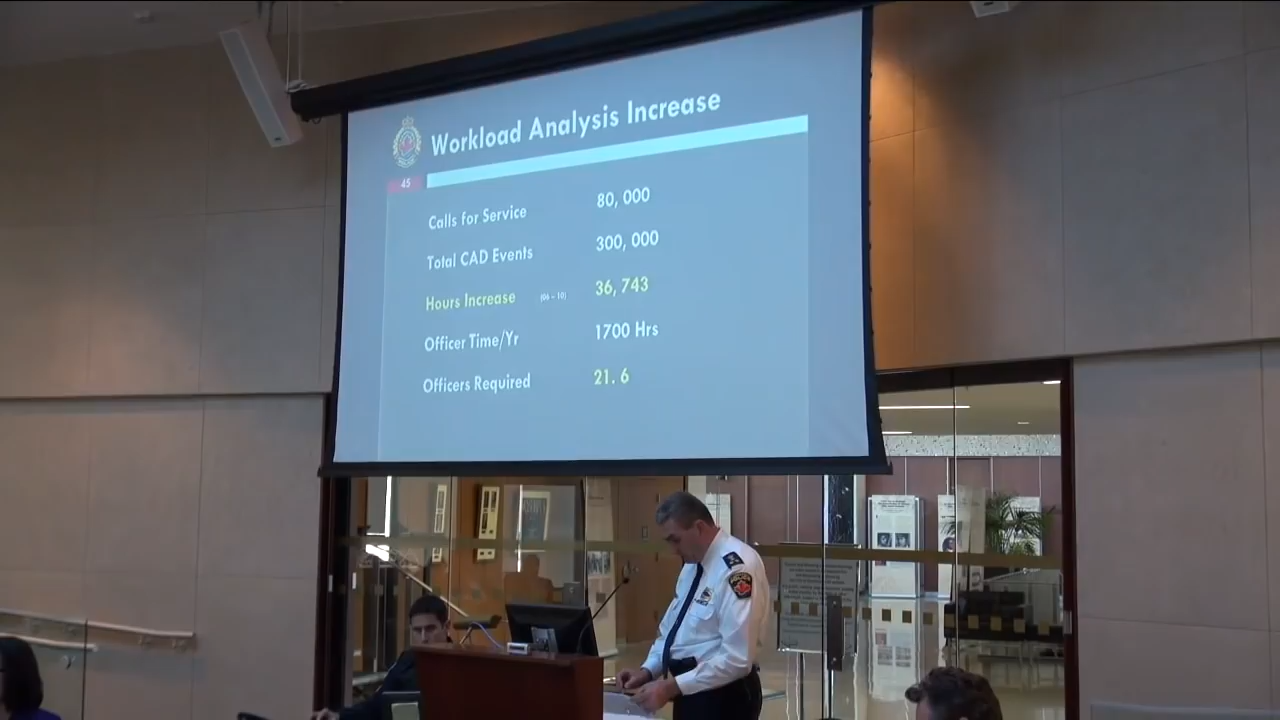 Workload Analysis Increase
45
Calls for Service 80, 000
Total CAD Events 300, 000
Hours Increase (06 – 10) 36, 743
Officer Time/Yr 1700 Hrs
Officers Required 21. 6